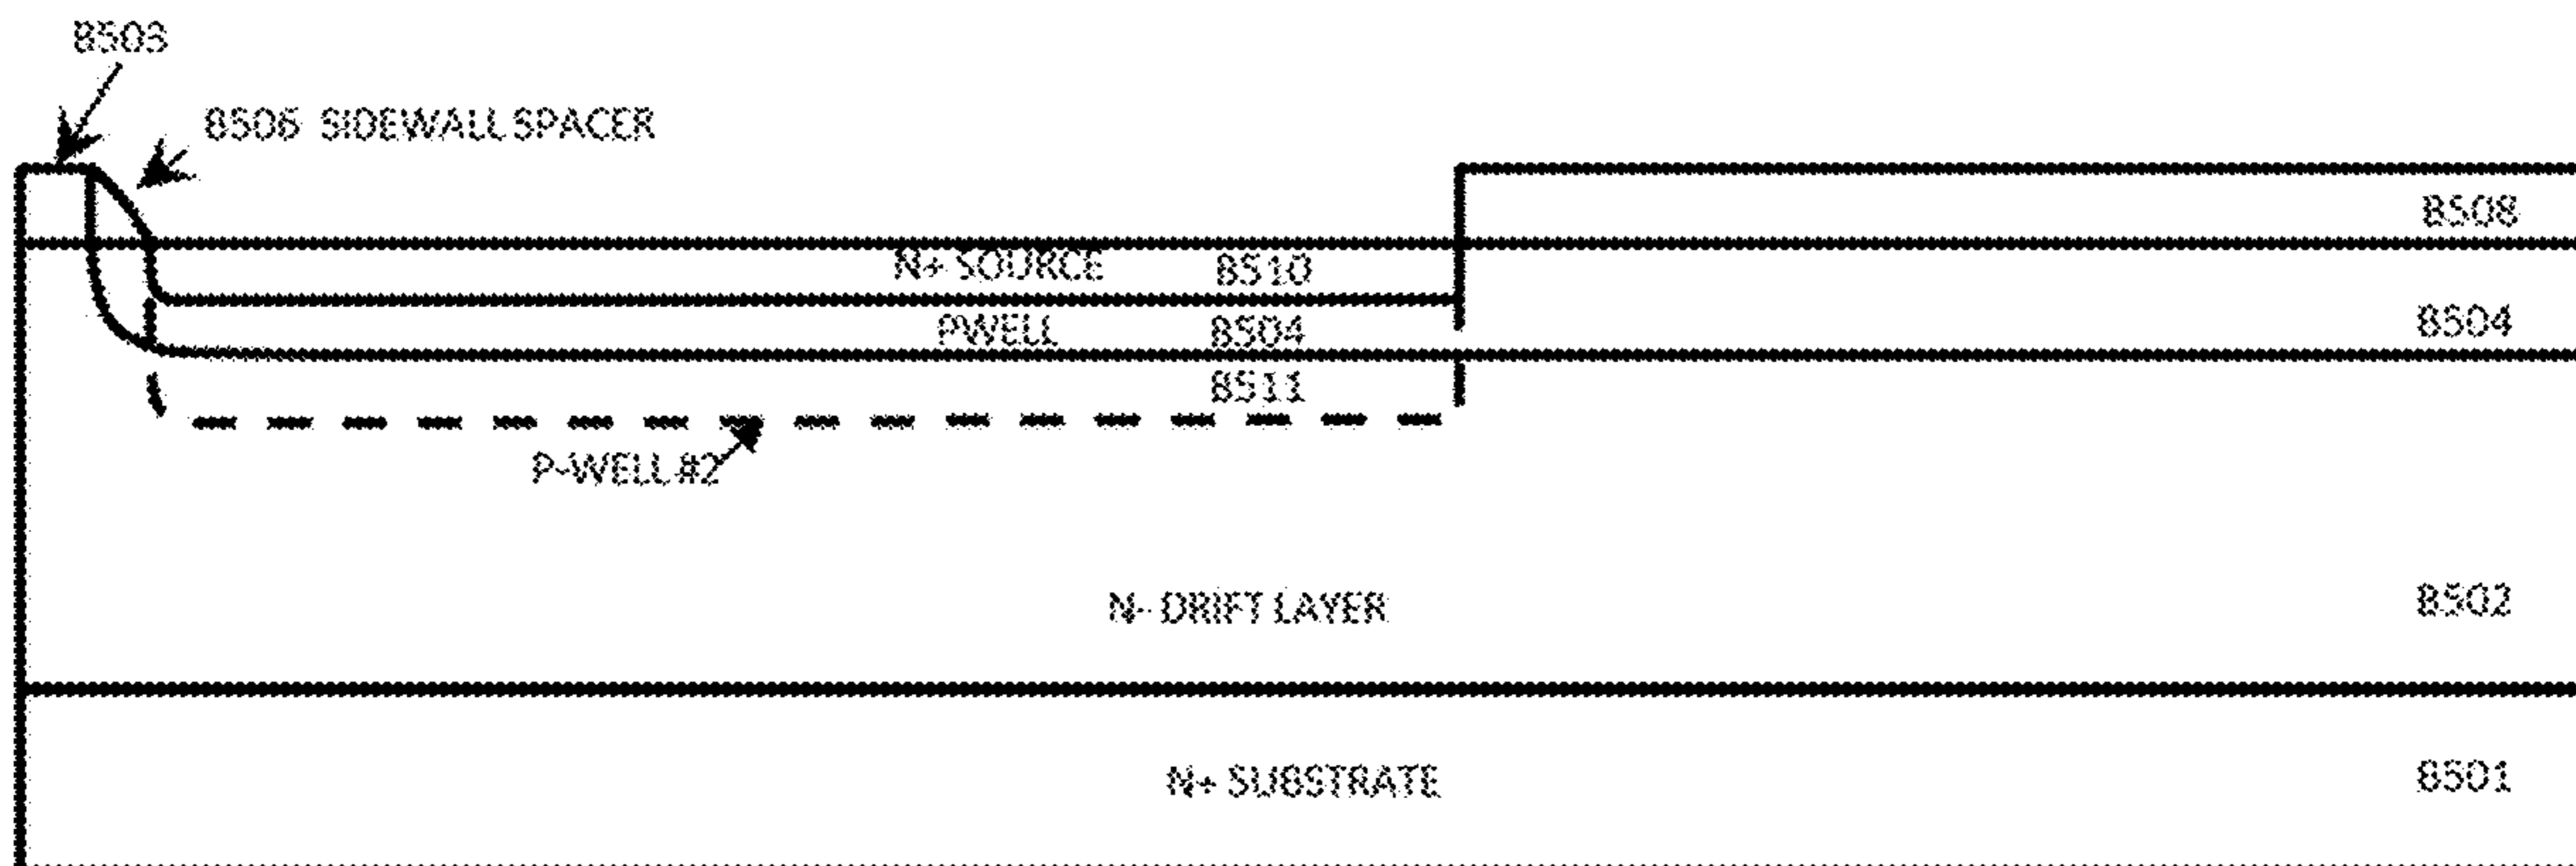 8503
8506 SIDEWALL SPACER
8508
N+ SOURCE 8510
PWELL 8504
8504
8511
P-WELL#2
N- DRIFT LAYER 8502
N+ SUBSTRATE 8501